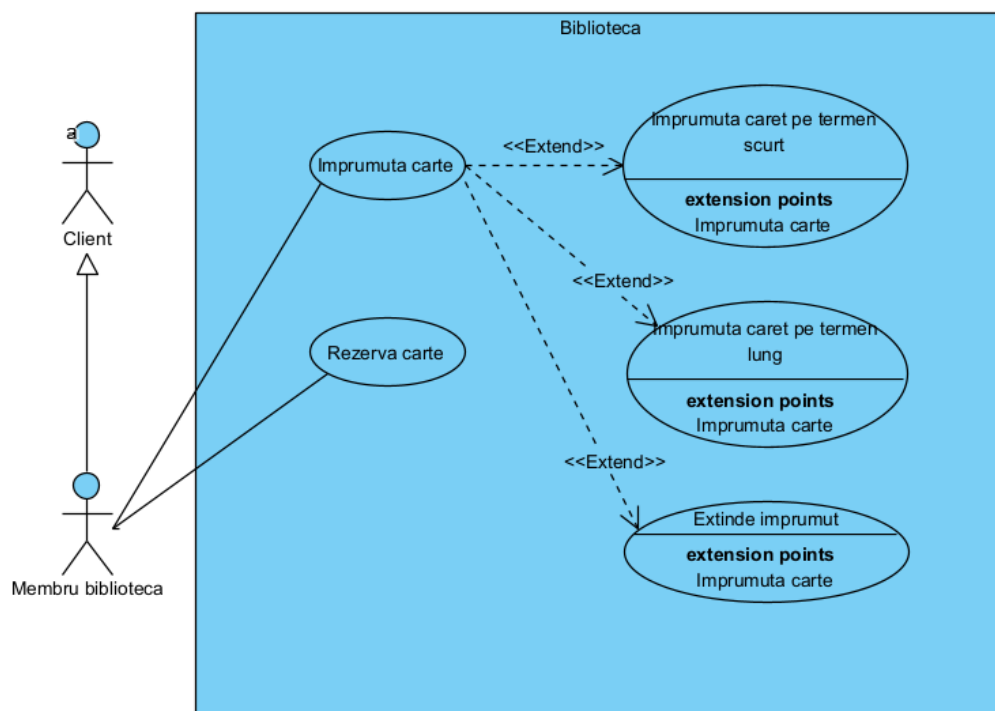 Biblioteca
a
Client
Imprumuta carte
<<Extend>>
Imprumuta caret pe termen
scurt
extension points
Imprumuta carte
<<Extend>>
Imprumuta caret pe termen
lung
extension points
Imprumuta carte
Rezerva carte
<<Extend>>
Extinde imprumut
extension points
Imprumuta carte
Membru biblioteca